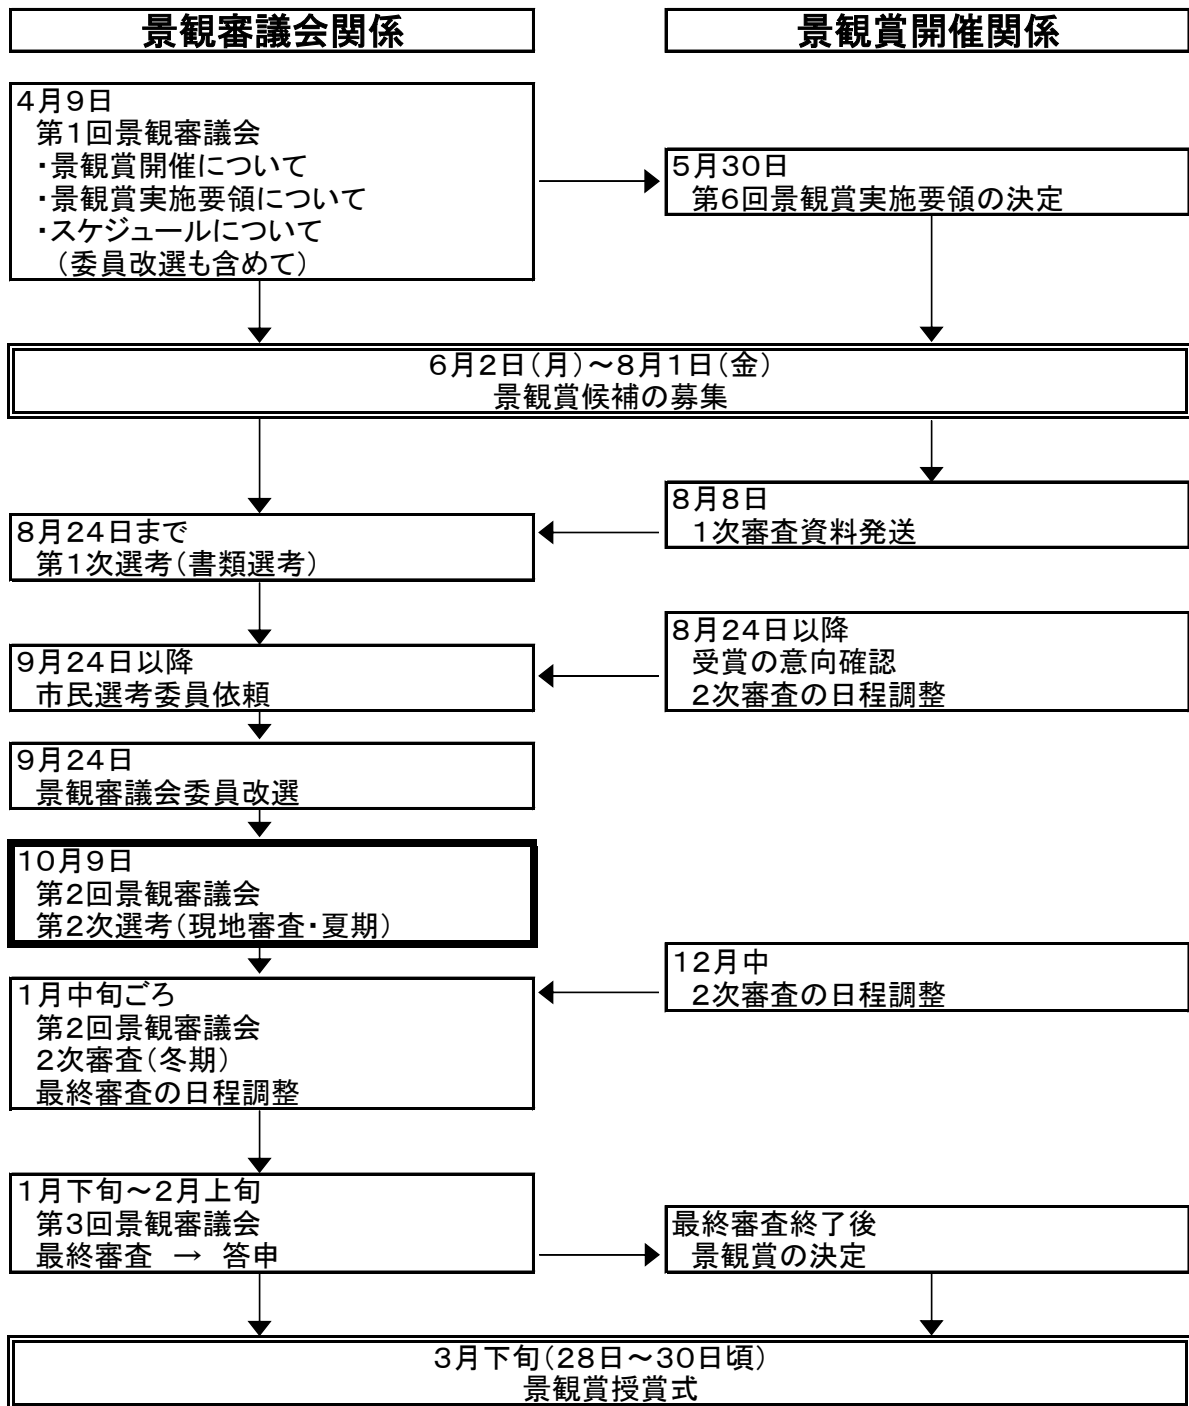 景観審議会関係
景観賞開催関係
4月9日
第1回景観審議会
・景観賞開催について
・景観賞実施要領について
・スケジュールについて
（委員改選も含めて）
5月30日
第6回景観賞実施要領の決定
6月2日（月）～8月1日（金）
景観賞候補の募集
8月8日
1次審査資料発送
8月24日まで
第1次選考（書類選考）
8月24日以降
受賞の意向確認
2次審査の日程調整
9月24日以降
市民選考委員依頼
9月24日
景観審議会委員改選
10月9日
第2回景観審議会
第2次選考（現地審査・夏期）
12月中
2次審査の日程調整
1月中旬ごろ
第2回景観審議会
2次審査（冬期）
最終審査の日程調整
1月下旬～2月上旬
第3回景観審議会
最終審査　→　答申
最終審査終了後
景観賞の決定
3月下旬（28日～30日頃）
景観賞授賞式